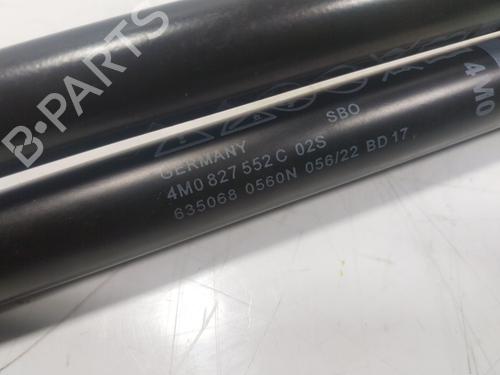 B-PARTS
SBO
GERMANY
4M0 827 552 C 02S
635068 0560N 056/22 BD 17
4M0